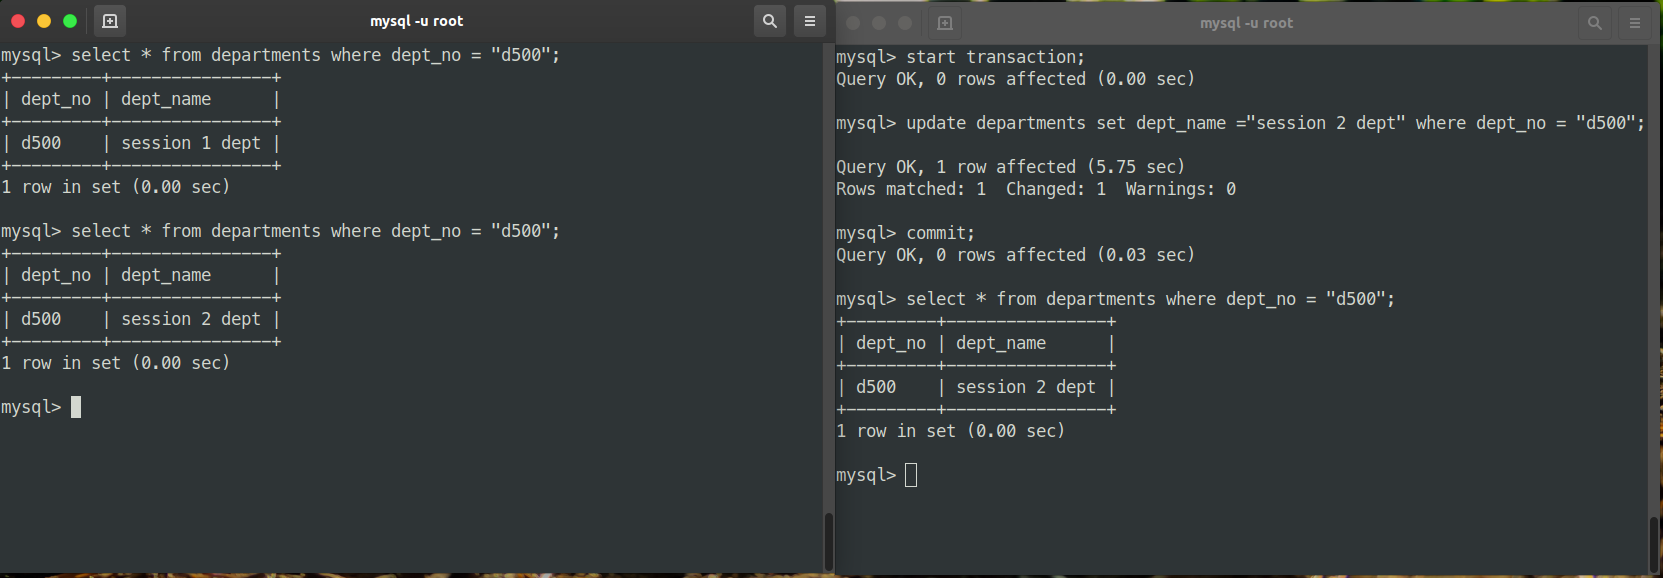 mysql -u root
mysql> select * from departments where dept_no = "d500";
+---------+----------------+
| dept_no | dept_name      |
+---------+----------------+
| d500    | session 1 dept |
+---------+----------------+
1 row in set (0.00 sec)
mysql> select * from departments where dept_no = "d500";
+---------+----------------+
| dept_no | dept_name      |
+---------+----------------+
| d500    | session 2 dept |
+---------+----------------+
1 row in set (0.00 sec)
mysql>
mysql -u root
mysql> start transaction;
Query OK, 0 rows affected (0.00 sec)
mysql> update departments set dept_name ="session 2 dept" where dept_no = "d500";
Query OK, 1 row affected (5.75 sec)
Rows matched: 1  Changed: 1  Warnings: 0
mysql> commit;
Query OK, 0 rows affected (0.03 sec)
mysql> select * from departments where dept_no = "d500";
+---------+----------------+
| dept_no | dept_name      |
+---------+----------------+
| d500    | session 2 dept |
+---------+----------------+
1 row in set (0.00 sec)
mysql>